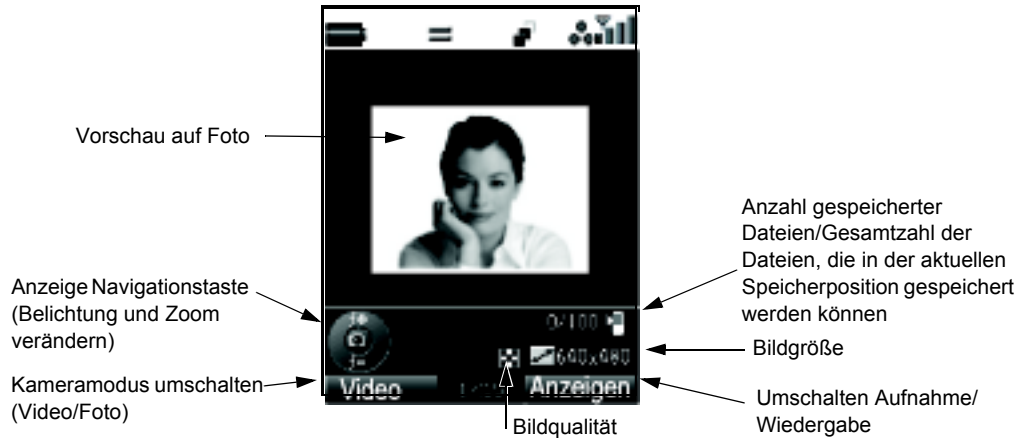 Vorschau auf Foto
Anzahl gespeicherter
Dateien/Gesamtzahl der
Dateien, die in der aktuellen
Speicherposition gespeichert
werden können
Anzeige Navigationstaste
(Belichtung und Zoom
verändern)
0/100
640x480
Bildgröße
Kameramodus umschalten
(Video/Foto)
Video
Anzeigen
Umschalten Aufnahme/
Wiedergabe
Bildqualität